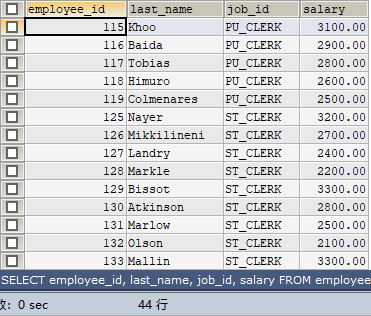 employee_id last_name job_id salary
115 Khoo PU_CLERK 3100.00
116 Baida PU_CLERK 2900.00
117 Tobias PU_CLERK 2800.00
118 Himuro PU_CLERK 2600.00
119 Colmenares PU_CLERK 2500.00
125 Nayer ST_CLERK 3200.00
126 Mikkilineni ST_CLERK 2700.00
127 Landry ST_CLERK 2400.00
128 Markle ST_CLERK 2200.00
129 Bissot ST_CLERK 3300.00
130 Atkinson ST_CLERK 2800.00
131 Marlow ST_CLERK 2500.00
132 Olson ST_CLERK 2100.00
133 Mallin ST_CLERK 3300.00
SELECT employee_id, last_name, job_id, salary FROM employee
数: 0 sec 44 行